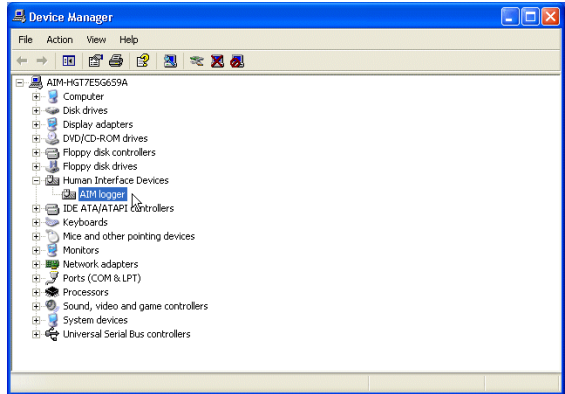 Device Manager
File Action View Help
AIM-HGT7E5G659A
Computer
Disk drives
Display adapters
DVD/CD-ROM drives
Floppy disk controllers
Floppy disk drives
Human Interface Devices
AIM logger
IDE ATA/ATAPI controllers
Keyboards
Mice and other pointing devices
Monitors
Network adapters
Ports (COM & LPT)
Processors
Sound, video and game controllers
System devices
Universal Serial Bus controllers